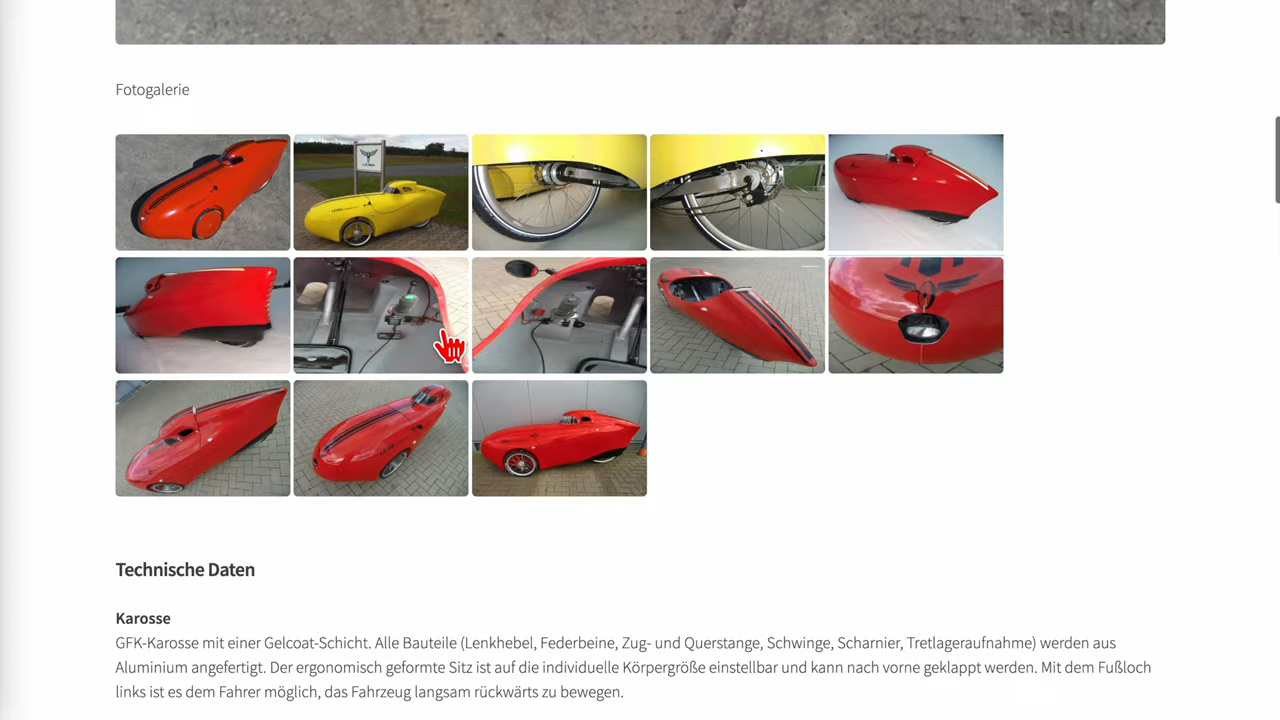 Fotogalerie
Technische Daten
Karosse
GFK-Karosse mit einer Gelcoat-Schicht. Alle Bauteile (Lenkhebel, Federbeine, Zug- und Querstange, Schwinge, Scharnier, Tretlageraufnahme) werden aus
Aluminium angefertigt. Der ergonomisch geformte Sitz ist auf die individuelle Körpergröße einstellbar und kann nach vorne geklappt werden. Mit dem Fußloch
links ist es dem Fahrer möglich, das Fahrzeug langsam rückwärts zu bewegen.